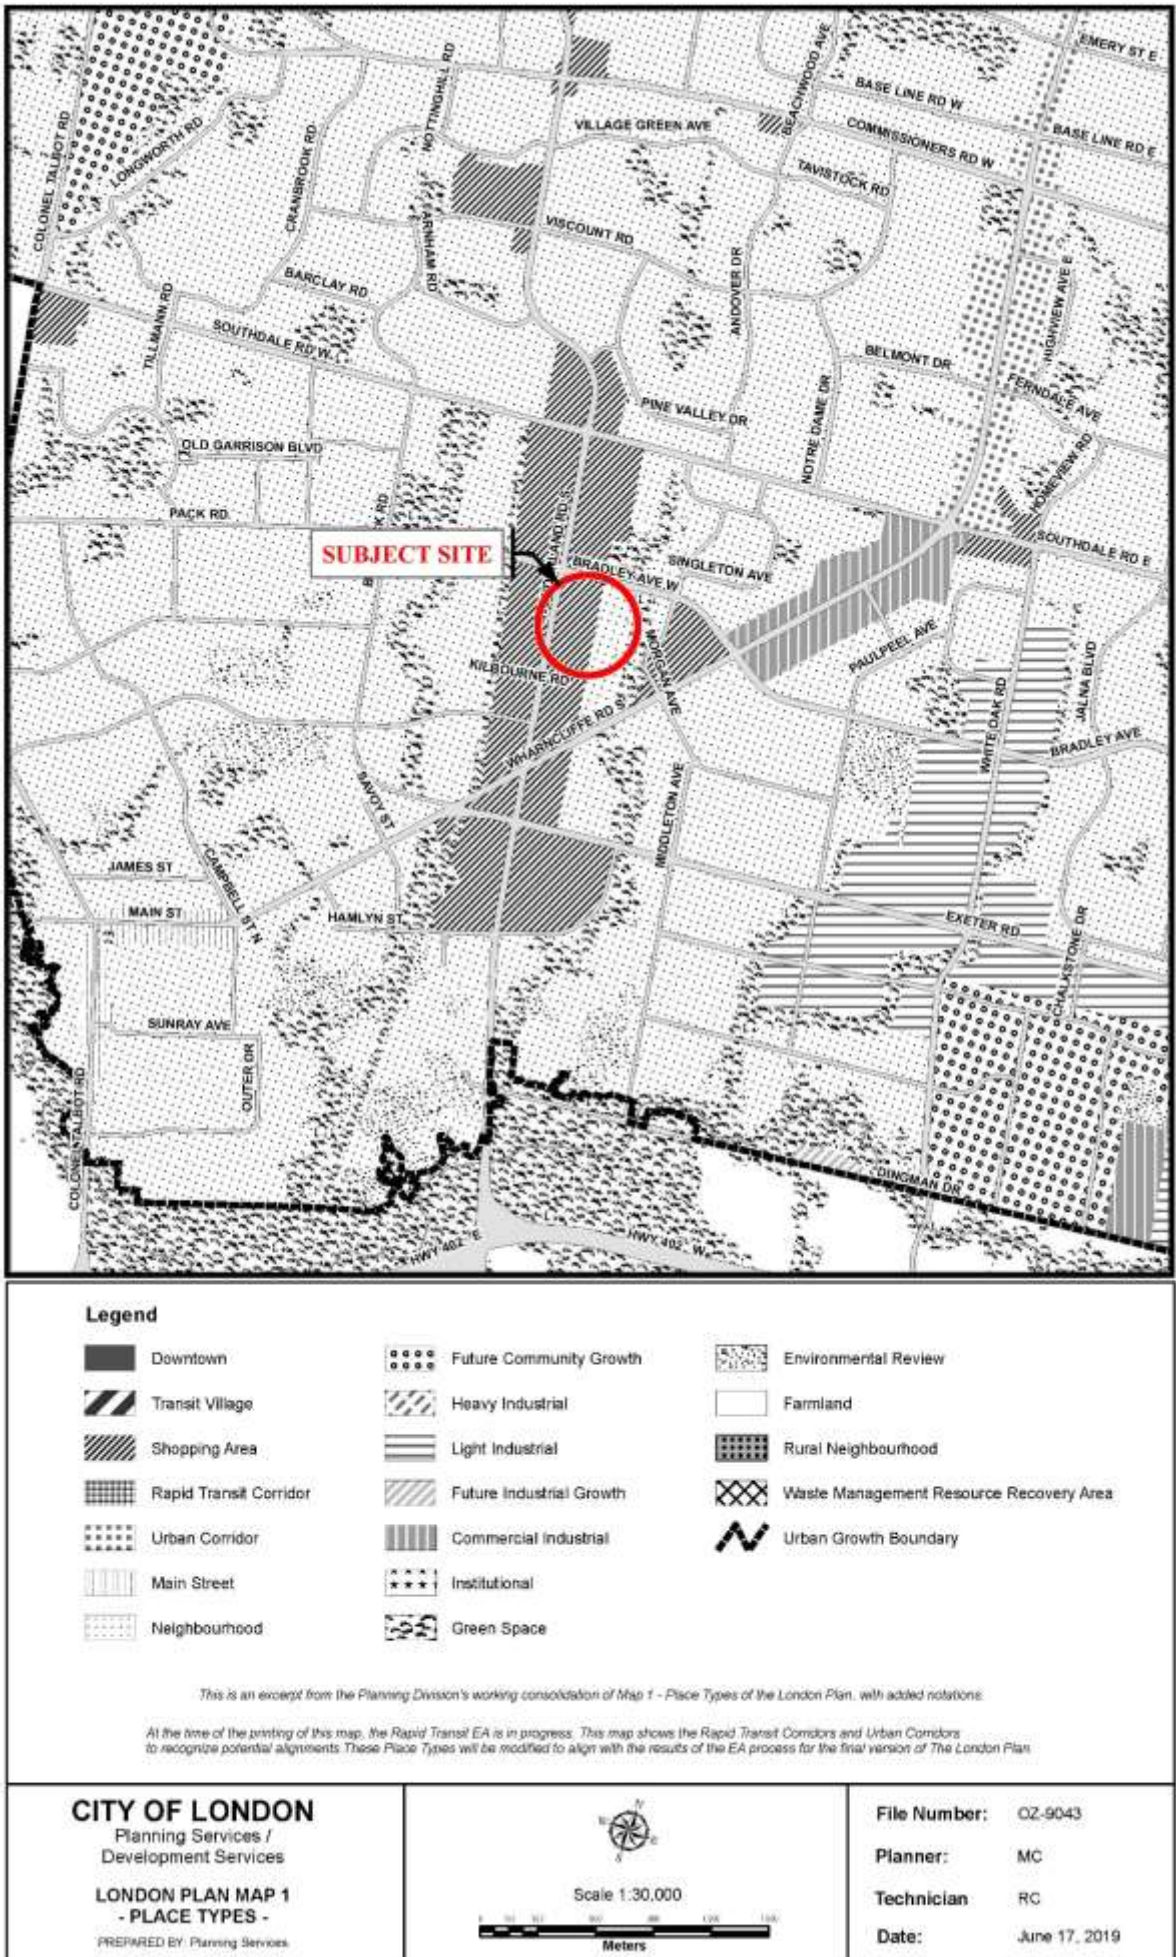 EMERY ST E
BEACHWOOD AVE
BASE LINE RD W
NOTTINGHILL RD
VILLAGE GREEN AVE
COMMISSIONERS RD W
BASE LINE RD E
COLONEL TALBOT RD
LONGWORTH RD
CRANBROOK RD
TAVISTOCK RD
VISCOUNT RD
ARNHAM RD
ANDOVER DR
HIGHVIEW AVE E
BARCLAY RD
TILLMANN RD
SOUTHDALE RD W
BELMONT DR
FERNDALE AVE
PINE VALLEY DR
NOTRE DAME DR
OLD GARRISON BLVD
HOMEVIEW RD
PACK RD
K RD
LAND RD S
SUBJECT SITE
BRADLEY AVE W
SINGLETON AVE
SOUTHDALE RD E
MORGAN AVE
PAULPEEL AVE
KILBOURNE RD
WHITE OAK RD
JALNA BLVD
WHARNCLIFFE RD S
BRADLEY AVE
SAVOY ST
MIDDLETON AVE
JAMES ST
CAMPBELL ST N
MAIN ST
HAMLYN ST
EXETER RD
CHALKSTONE DR
SUNRAY AVE
OUTER DR
COLONEL TALBOT RD
DINGMAN DR
HWY 402 E
HWY 402 W
Legend
Downtown
Transit Village
Shopping Area
Rapid Transit Corridor
Urban Corridor
Main Street
Neighbourhood
Future Community Growth
Heavy Industrial
Light Industrial
Future Industrial Growth
Commercial Industrial
Institutional
Green Space
Environmental Review
Farmland
Rural Neighbourhood
Waste Management Resource Recovery Area
Urban Growth Boundary
This is an excerpt from the Planning Division's working consolidation of Map 1 - Place Types of the London Plan, with added notations.
At the time of the printing of this map, the Rapid Transit EA is in progress. This map shows the Rapid Transit Corridors and Urban Corridors
to recognize potential alignments. These Place Types will be modified to align with the results of the EA process for the final version of The London Plan
CITY OF LONDON
Planning Services /
Development Services
LONDON PLAN MAP 1
- PLACE TYPES -
PREPARED BY: Planning Services
N
E
S
W
Scale 1:30,000
Meters
File Number: OZ-9043
Planner: MC
Technician RC
Date: June 17, 2019